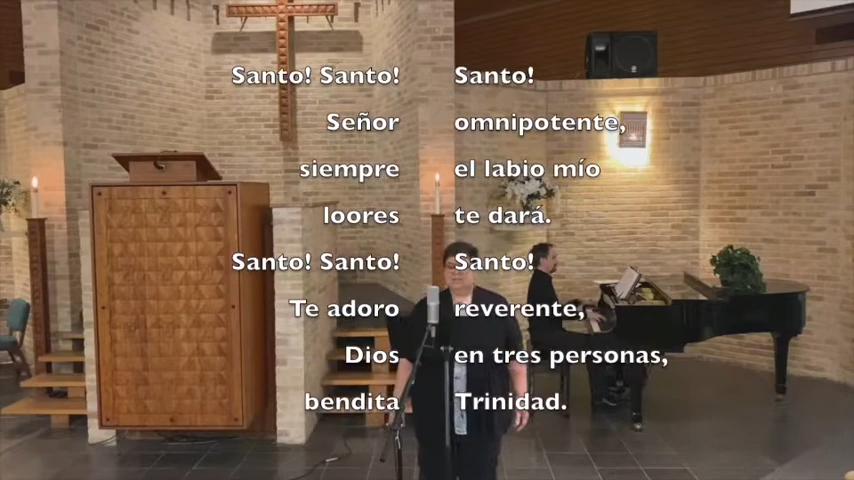 Santo! Santo! Santo!
Señor omnipotente,
siempre el labio mío
loores te dará.
Santo! Santo! Santo!
Te adoro reverente,
Dios en tres personas,
bendita Trinidad.